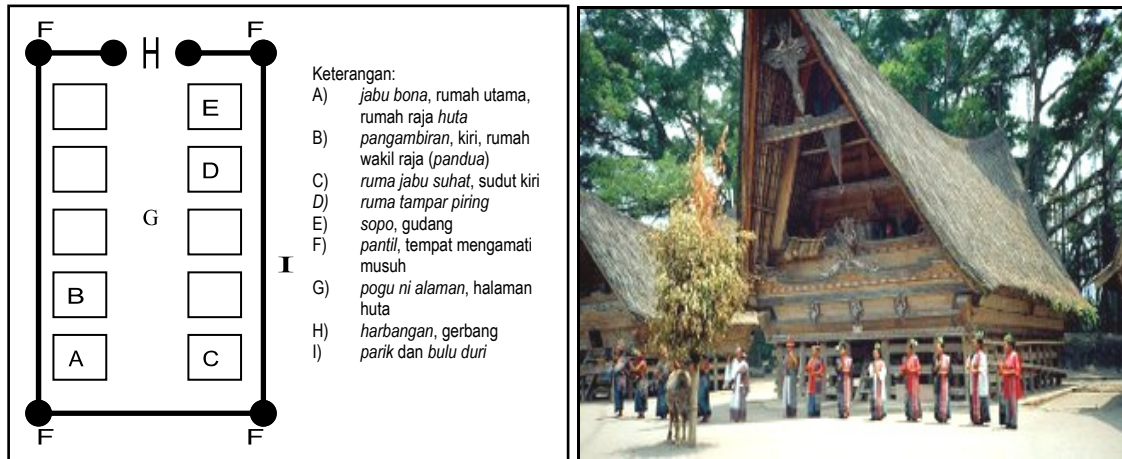 F
F
H
E
D
G
I
B
A
C
F
F
Keterangan:
A) jabu bona, rumah utama,
rumah raja huta
B) pangambiran, kiri, rumah
wakil raja (pandua)
C) ruma jabu suhat, sudut kiri
D) ruma tampar piring
E) sopo, gudang
F) pantil, tempat mengamati
musuh
G) pogu ni alaman, halaman
huta
H) harbangan, gerbang
I) parik dan bulu duri